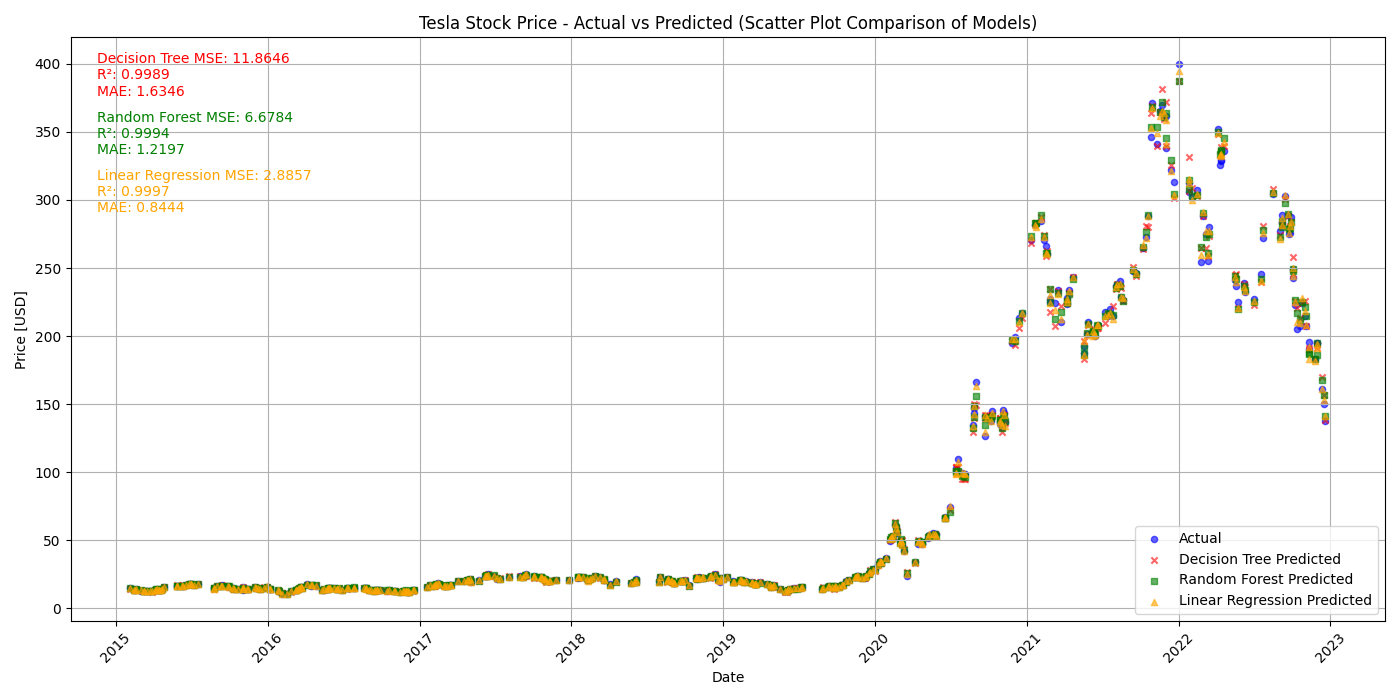 Tesla Stock Price - Actual vs Predicted (Scatter Plot Comparison of Models)
Decision Tree MSE: 11.8646
R²: 0.9989
MAE: 1.6346
Random Forest MSE: 6.6784
R²: 0.9994
MAE: 1.2197
Linear Regression MSE: 2.8857
R²: 0.9997
MAE: 0.8444
Price [USD]
400
350
300
250
200
150
100
50
0
Actual
Decision Tree Predicted
Random Forest Predicted
Linear Regression Predicted
2015
2016
2017
2018
2019
2020
2021
2022
2023
Date